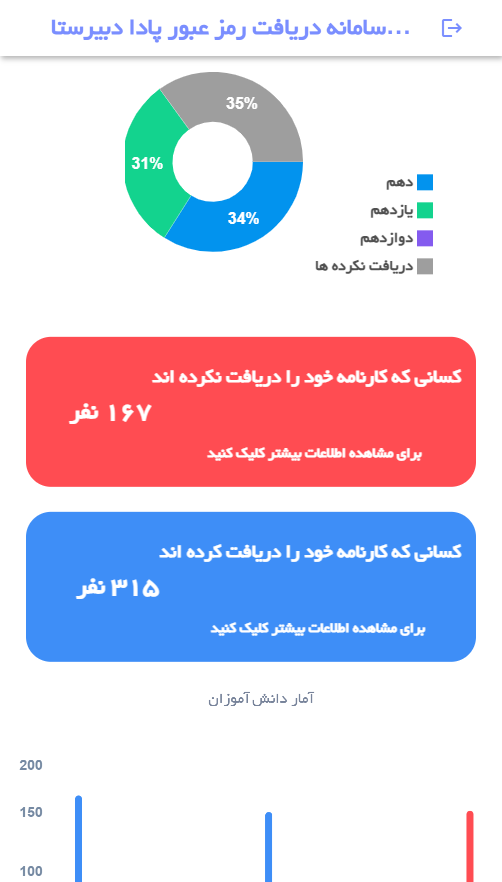 سامانه دریافت رمز عبور پادا دبیرستا...
35%
31%
34%
دهم
یازدهم
دوازدهم
دریافت نکرده ها
کسانی که کارنامه خود را دریافت نکرده اند
۱۶۷ نفر
برای مشاهده اطلاعات بیشتر کلیک کنید
کسانی که کارنامه خود را دریافت کرده اند
۳۱۵ نفر
برای مشاهده اطلاعات بیشتر کلیک کنید
آمار دانش آموزان
200
150
100